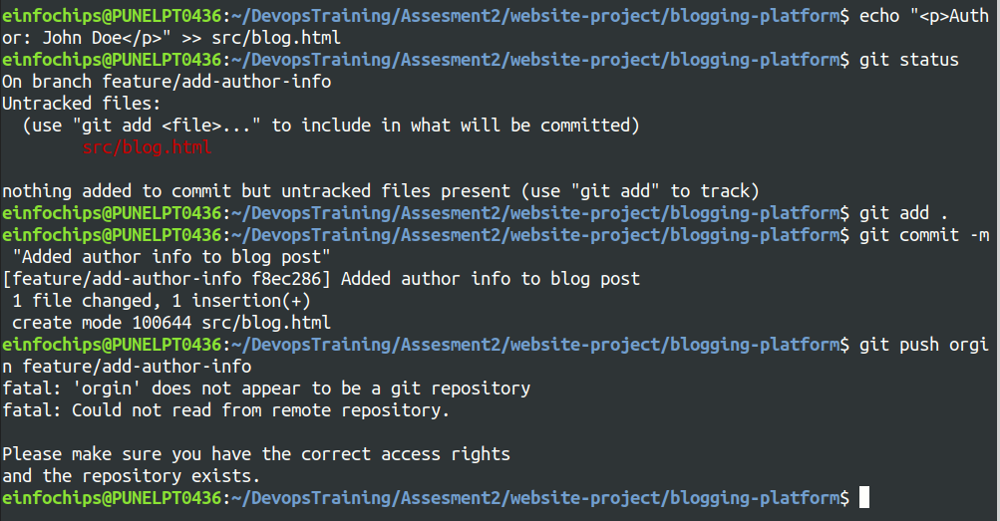 einfochips@PUNELPT0436:~/DevopsTraining/Assesment2/website-project/blogging-platform$ echo "<p>Auth
or: John Doe</p>" >> src/blog.html
einfochips@PUNELPT0436:~/DevopsTraining/Assesment2/website-project/blogging-platform$ git status
On branch feature/add-author-info
Untracked files:
  (use "git add <file>..." to include in what will be committed)
        src/blog.html

nothing added to commit but untracked files present (use "git add" to track)
einfochips@PUNELPT0436:~/DevopsTraining/Assesment2/website-project/blogging-platform$ git add .
einfochips@PUNELPT0436:~/DevopsTraining/Assesment2/website-project/blogging-platform$ git commit -m
 "Added author info to blog post"
[feature/add-author-info f8ec286] Added author info to blog post
 1 file changed, 1 insertion(+)
 create mode 100644 src/blog.html
einfochips@PUNELPT0436:~/DevopsTraining/Assesment2/website-project/blogging-platform$ git push orgi
n feature/add-author-info
fatal: 'orgin' does not appear to be a git repository
fatal: Could not read from remote repository.

Please make sure you have the correct access rights
and the repository exists.
einfochips@PUNELPT0436:~/DevopsTraining/Assesment2/website-project/blogging-platform$